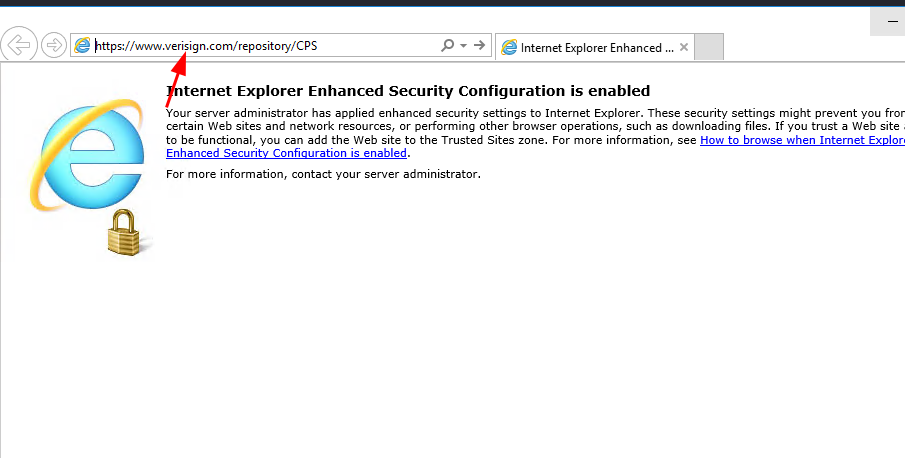 https://www.verisign.com/repository/CPS
Internet Explorer Enhanced ...
Internet Explorer Enhanced Security Configuration is enabled
Your server administrator has applied enhanced security settings to Internet Explorer. These security settings might prevent you from
certain Web sites and network resources, or performing other browser operations, such as downloading files. If you trust a Web site
to be functional, you can add the Web site to the Trusted Sites zone. For more information, see How to browse when Internet Explore
Enhanced Security Configuration is enabled.
For more information, contact your server administrator.